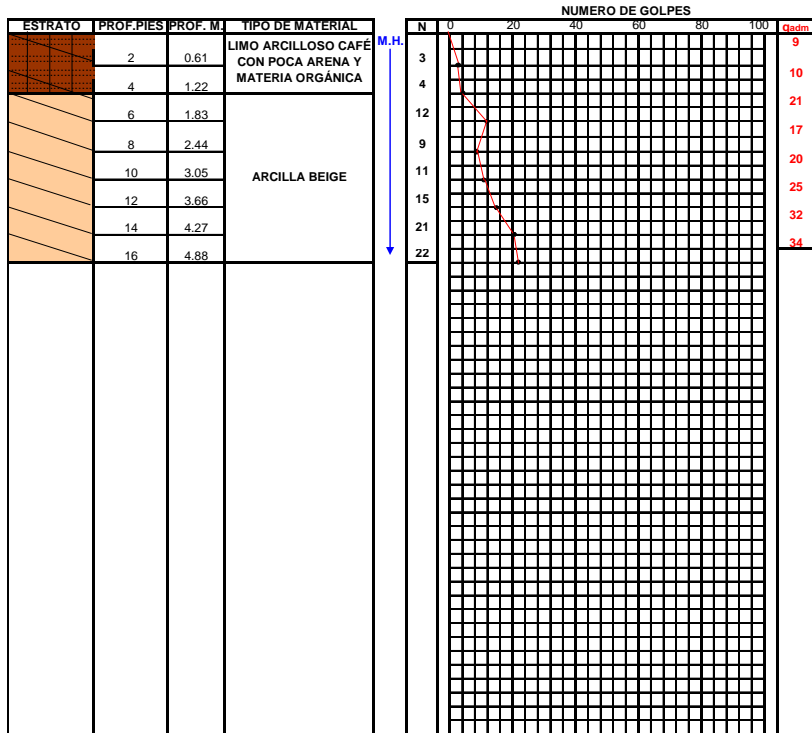 NUMERO DE GOLPES
ESTRATO PROF.PIES PROF. M. TIPO DE MATERIAL N 0 20 40 60 80 100 qadm
LIMO ARCILLOSO CAFÉ
CON POCA ARENA Y
MATERIA ORGÁNICA
M.H.
2 0.61 3 9
4 1.22 4 10
6 1.83 12 21
8 2.44 9 17
10 3.05 11 20
ARCILLA BEIGE
12 3.66 15 25
14 4.27 21 32
16 4.88 22 34